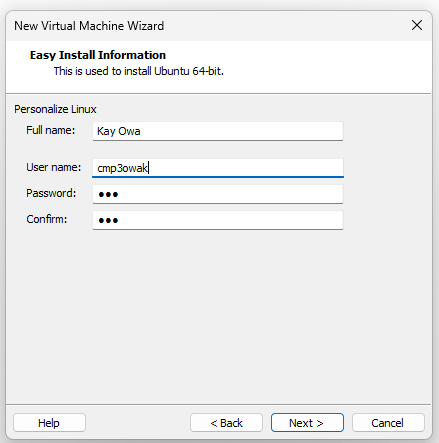 New Virtual Machine Wizard
Easy Install Information
This is used to install Ubuntu 64-bit.
Personalize Linux
Full name: Kay Owa
User name: cmp3owak
Password: ●●●
Confirm: ●●●
Help < Back Next > Cancel